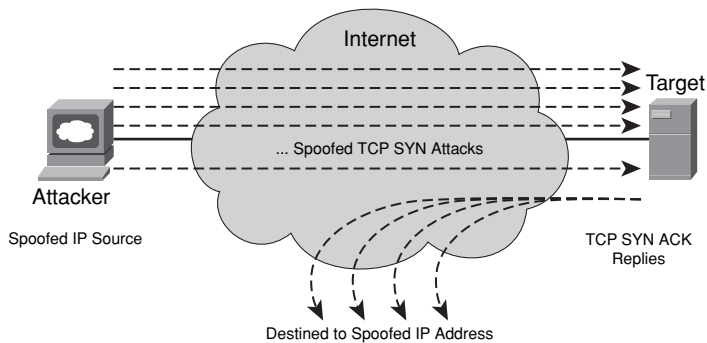 Internet
Target
... Spoofed TCP SYN Attacks
Attacker
Spoofed IP Source
TCP SYN ACK
Replies
Destined to Spoofed IP Address